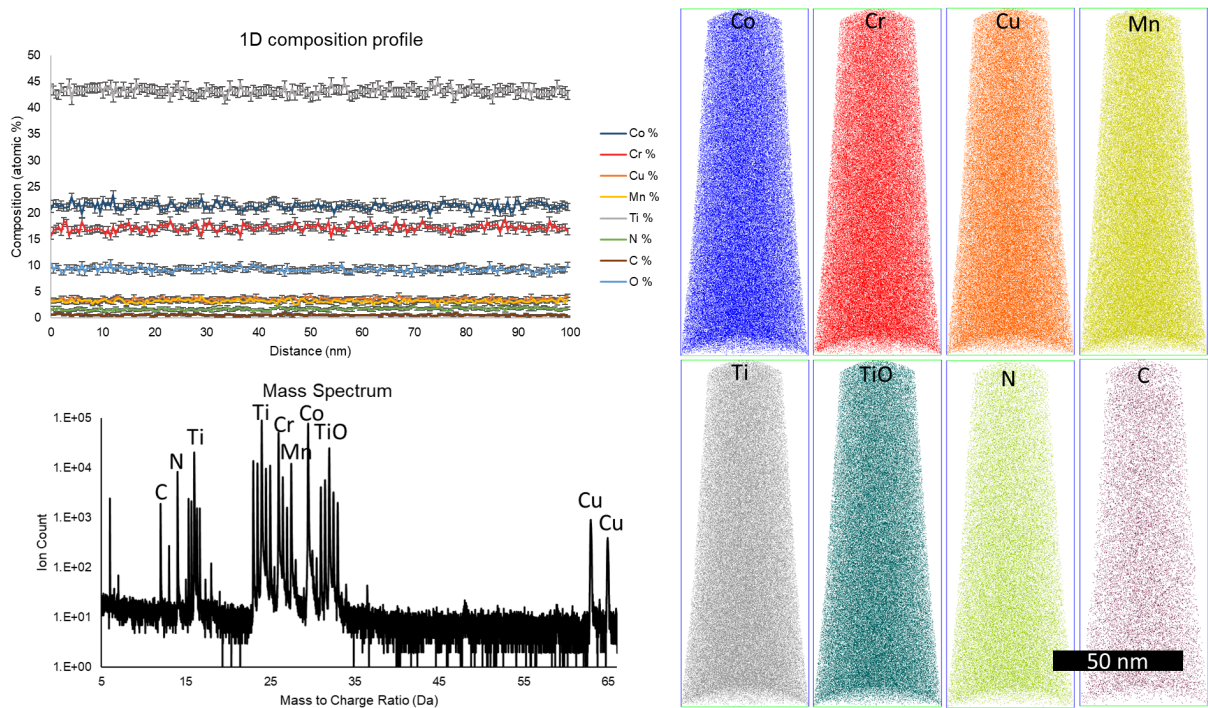 1D composition profile
Composition (atomic %)
50
45
40
35
30
25
20
15
10
5
0
0 10 20 30 40 50 60 70 80 90 100
Distance (nm)
Co %
Cr %
Cu %
Mn %
Ti %
N %
C %
O %
Mass Spectrum
Ion Count
1.E+05
1.E+04
1.E+03
1.E+02
1.E+01
1.E+00
C
N
Ti
Ti
Cr
Mn
Co
TiO
Cu
Cu
5 15 25 35 45 55 65
Mass to Charge Ratio (Da)
Co Cr Cu Mn
Ti TiO N C
50 nm